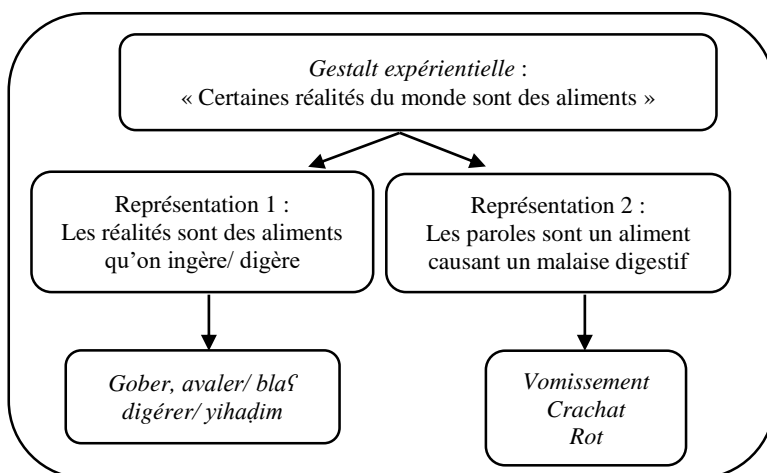 Gestalt expérientielle :
« Certaines réalités du monde sont des aliments »
Représentation 1 :
Les réalités sont des aliments
qu’on ingère/ digère
Représentation 2 :
Les paroles sont un aliment
causant un malaise digestif
Gober, avaler/ blaʕ
digérer/ yihaḍim
Vomissement
Crachat
Rot